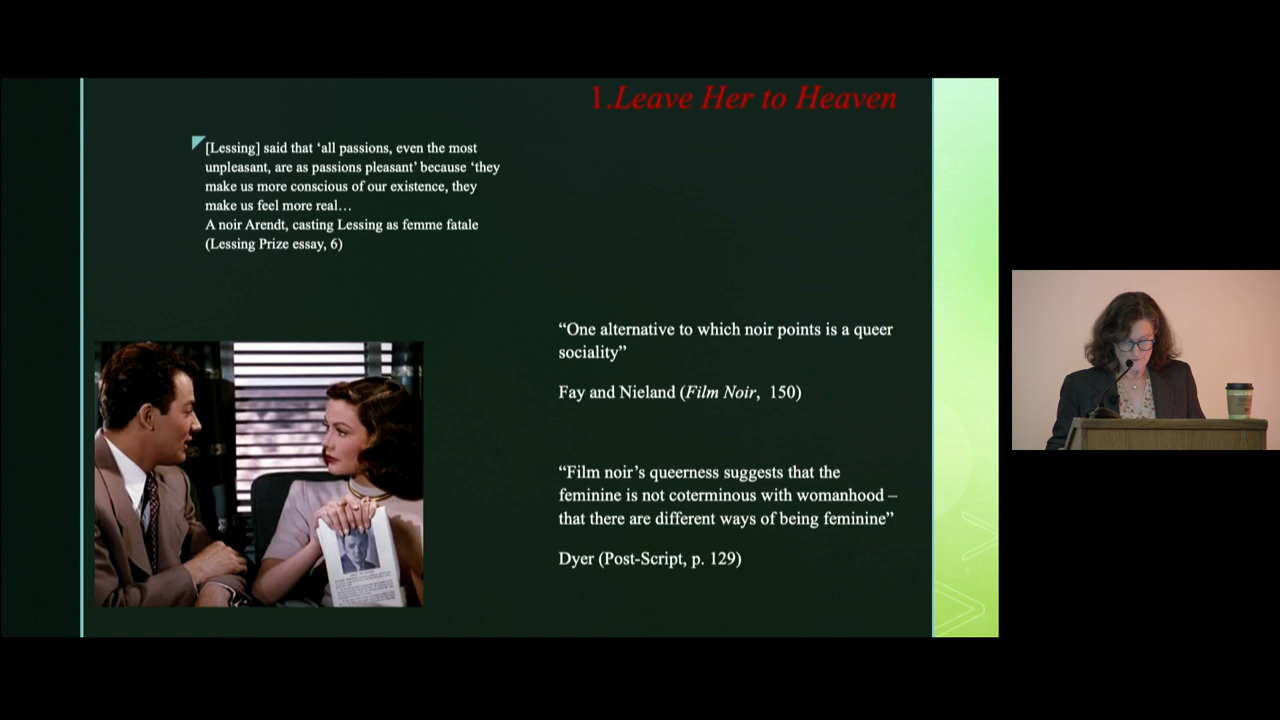 1.Leave Her to Heaven
[Lessing] said that ‘all passions, even the most
unpleasant, are as passions pleasant’ because ‘they
make us more conscious of our existence, they
make us feel more real…
A noir Arendt, casting Lessing as femme fatale
(Lessing Prize essay, 6)
“One alternative to which noir points is a queer
sociality”
Fay and Nieland (Film Noir, 150)
“Film noir’s queerness suggests that the
feminine is not coterminous with womanhood –
that there are different ways of being feminine”
Dyer (Post-Script, p. 129)